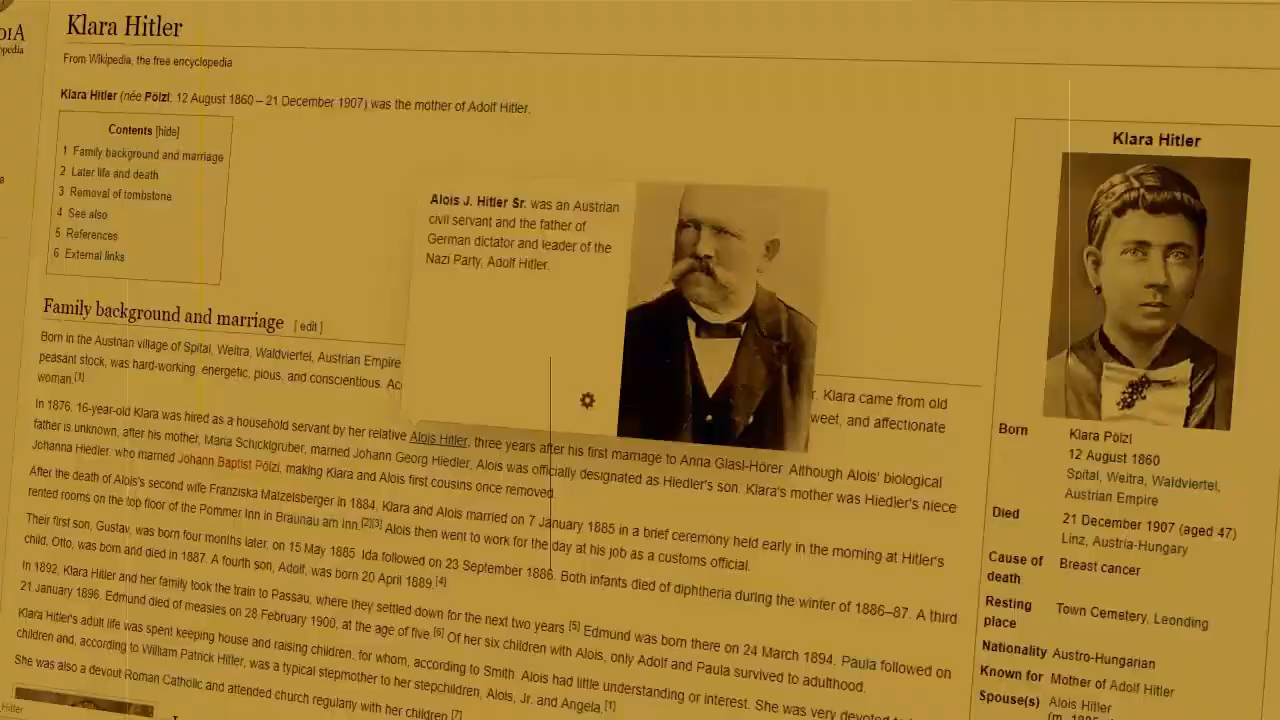 DIA
opedia
Klara Hitler
From Wikipedia, the free encyclopedia
Klara Hitler (née Pölzl; 12 August 1860 – 21 December 1907) was the mother of Adolf Hitler.
Contents [hide]
1 Family background and marriage
2 Later life and death
3 Removal of tombstone
4 See also
5 References
6 External links
Alois J. Hitler Sr. was an Austrian
civil servant and the father of
German dictator and leader of the
Nazi Party, Adolf Hitler.
Family background and marriage [ edit ]
Born in the Austrian village of Spital, Weitra, Waldviertel, Austrian Empire
r. Klara came from old
peasant stock, was hard-working, energetic, pious, and conscientious. Ac
weet, and affectionate
woman.[1]
In 1876, 16-year-old Klara was hired as a household servant by her relative Alois Hitler, three years after his first marriage to Anna Glasl-Hörer. Although Alois' biological
father is unknown, after his mother, Maria Schicklgruber, married Johann Georg Hiedler, Alois was officially designated as Hiedler's son. Klara's mother was Hiedler's niece
Johanna Hiedler, who married Johann Baptist Pölzl, making Klara and Alois first cousins once removed.
After the death of Alois's second wife Franziska Matzelsberger in 1884, Klara and Alois married on 7 January 1885 in a brief ceremony held early in the morning at Hitler's
rented rooms on the top floor of the Pommer Inn in Braunau am Inn.[2][3] Alois then went to work for the day at his job as a customs official.
Their first son, Gustav, was born four months later, on 15 May 1885. Ida followed on 23 September 1886. Both infants died of diphtheria during the winter of 1886–87. A third
child, Otto, was born and died in 1887. A fourth son, Adolf, was born 20 April 1889.[4]
In 1892, Klara Hitler and her family took the train to Passau, where they settled down for the next two years.[5] Edmund was born there on 24 March 1894. Paula followed on
21 January 1896. Edmund died of measles on 28 February 1900, at the age of five.[6] Of her six children with Alois, only Adolf and Paula survived to adulthood.
Klara Hitler's adult life was spent keeping house and raising children, for whom, according to Smith, Alois had little understanding or interest. She was very devoted
children and, according to William Patrick Hitler, was a typical stepmother to her stepchildren, Alois, Jr. and Angela.[1]
She was also a devout Roman Catholic and attended church regularly with her children.[7]
Hitler
Klara Hitler
Born Klara Pölzl
12 August 1860
Spital, Weitra, Waldviertel,
Austrian Empire
Died 21 December 1907 (aged 47)
Linz, Austria-Hungary
Cause of death Breast cancer
Resting place Town Cemetery, Leonding
Nationality Austro-Hungarian
Known for Mother of Adolf Hitler
Spouse(s) Alois Hitler